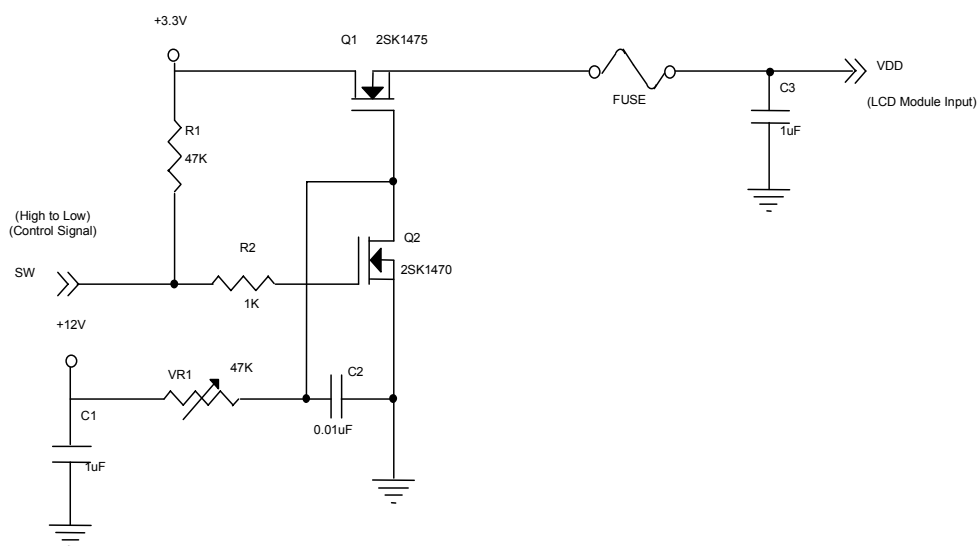 +3.3V
Q1 2SK1475
VDD
FUSE
C3
(LCD Module Input)
R1
1uF
47K
(High to Low)
(Control Signal)
R2
Q2
SW
2SK1470
1K
+12V
VR1
47K
C2
C1
0.01uF
1uF